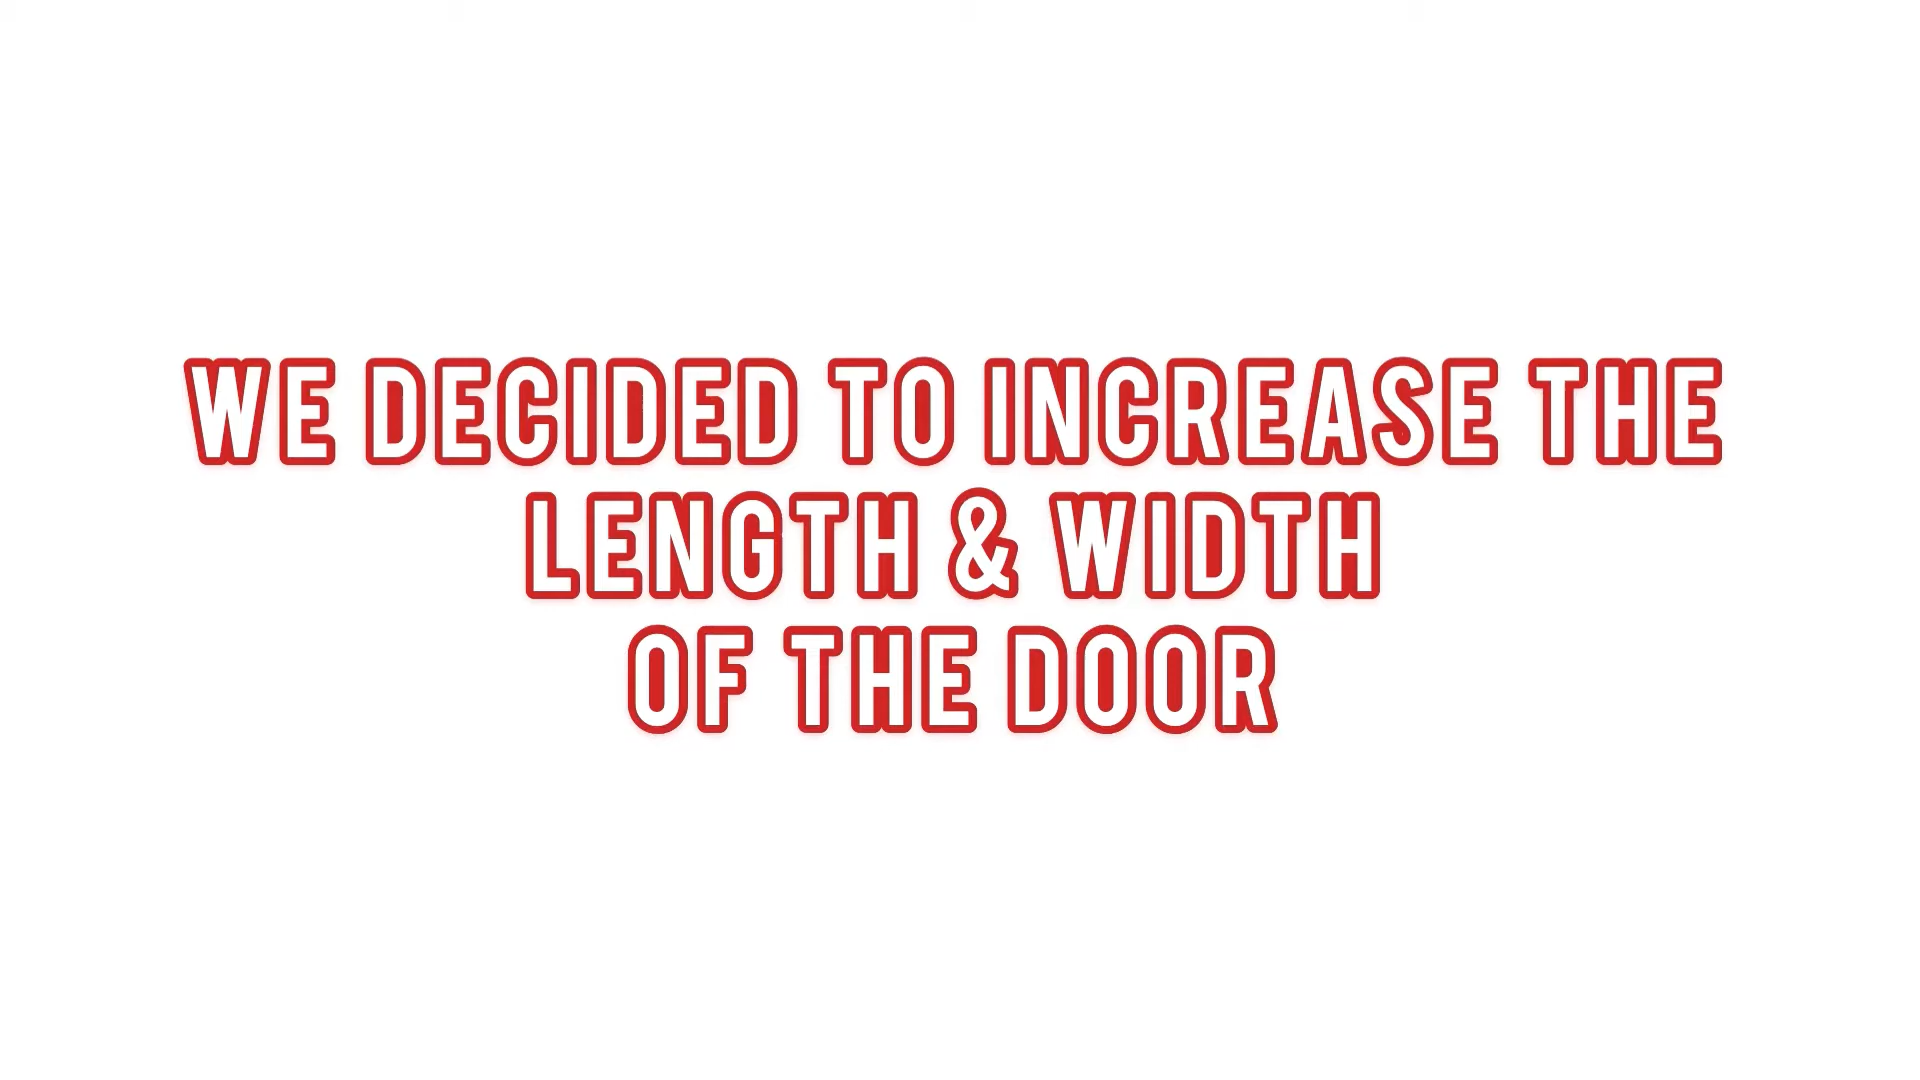 WE DECIDED TO INCREASE THE
LENGTH & WIDTH
OF THE DOOR